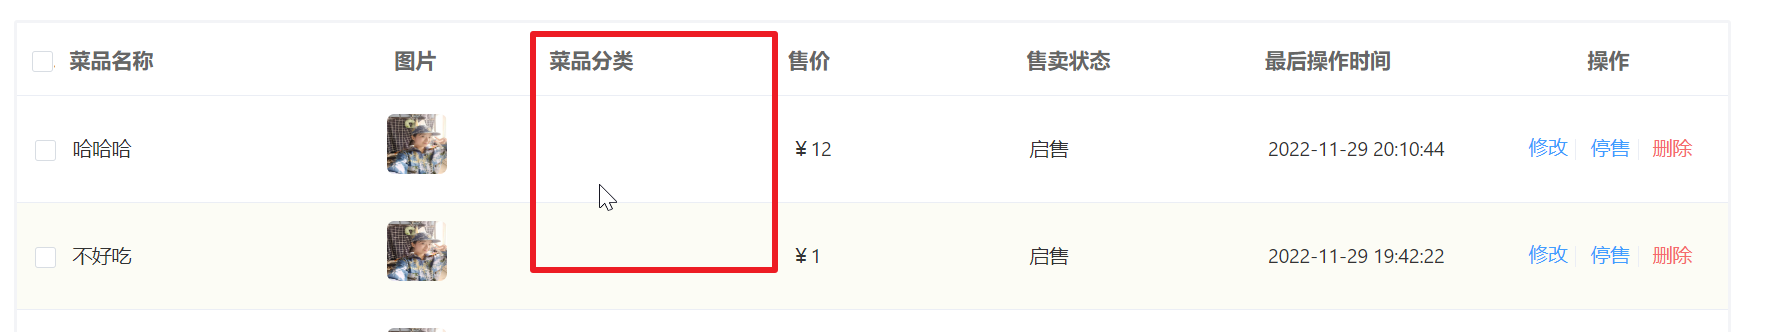 菜品名称 图片 菜品分类 售价 售卖状态 最后操作时间 操作
哈哈哈 ¥12 启售 2022-11-29 20:10:44 修改 停售 删除
不好吃 ¥1 启售 2022-11-29 19:42:22 修改 停售 删除